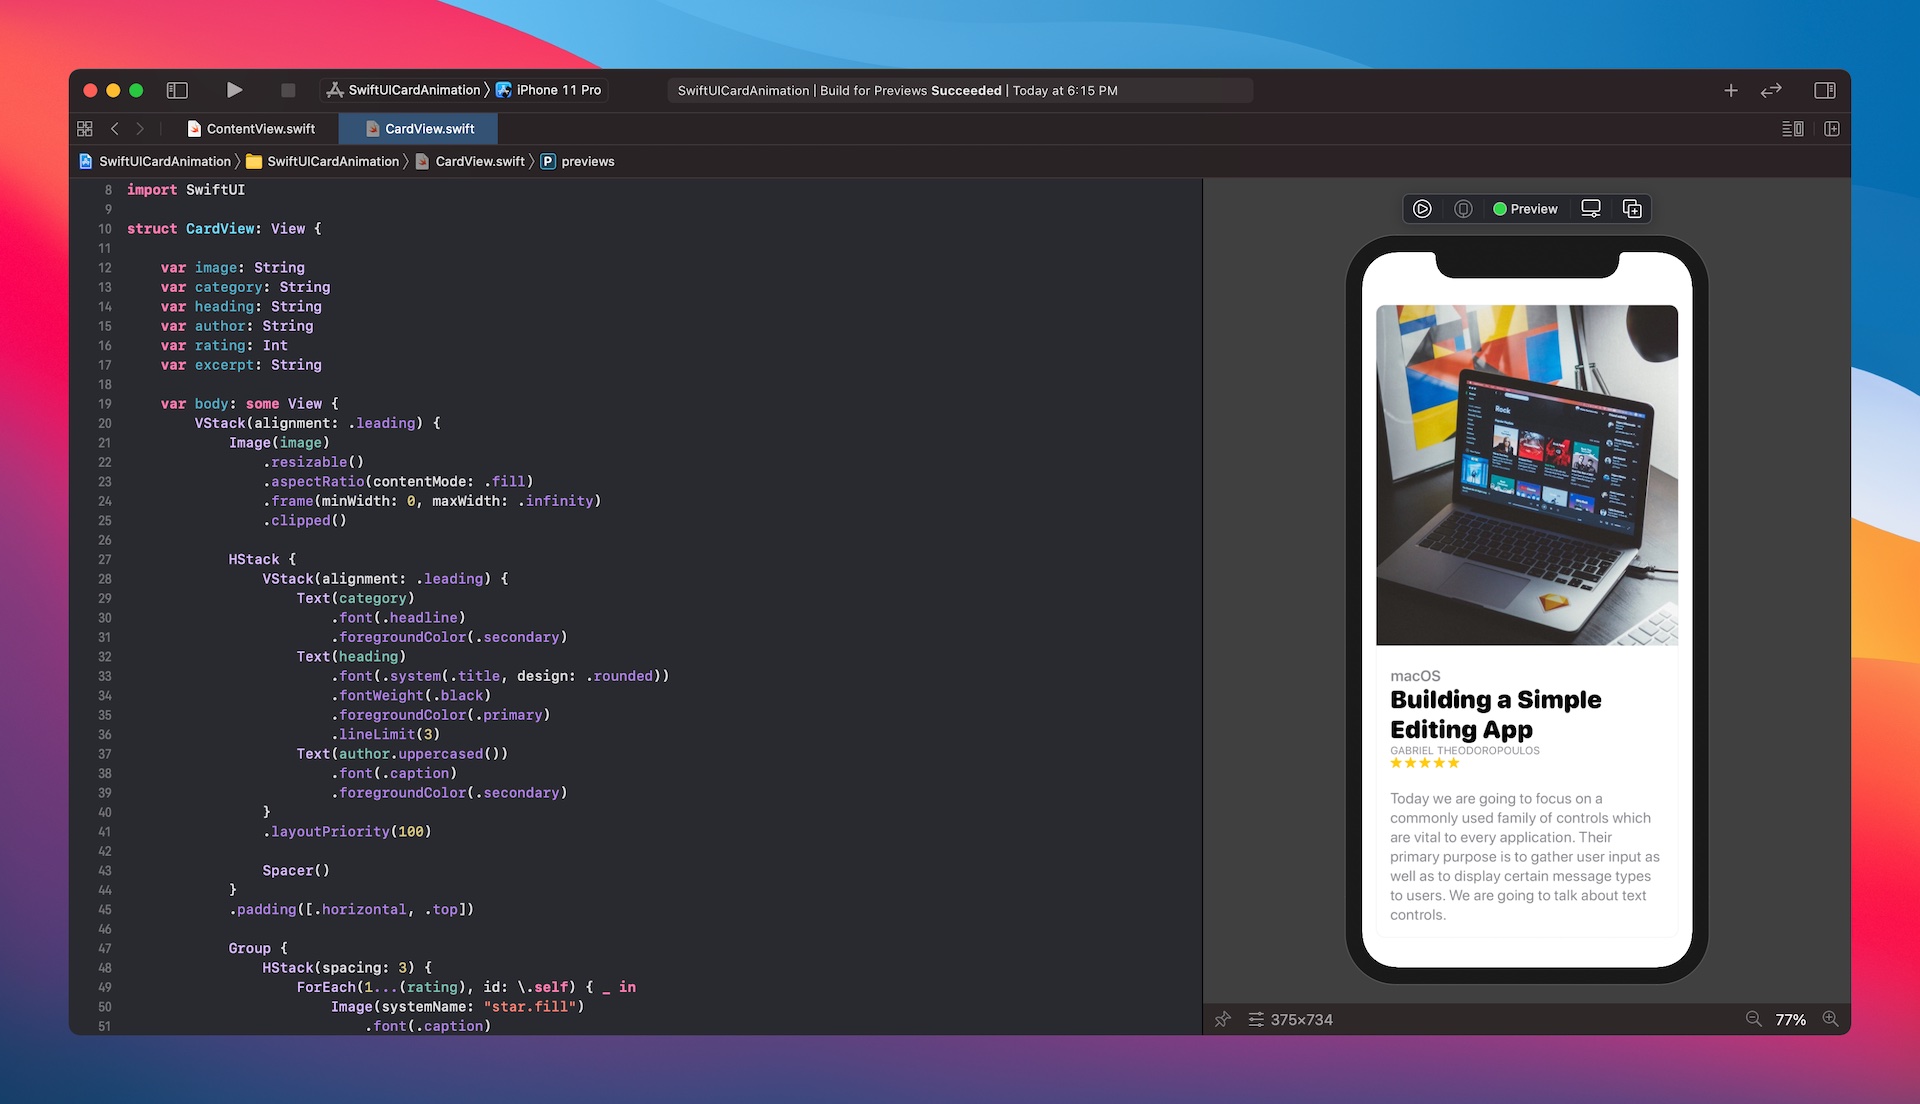 SwiftUICardAnimation 〉 iPhone 11 Pro
SwiftUICardAnimation | Build for Previews Succeeded | Today at 6:15 PM
ContentView.swift
CardView.swift
SwiftUICardAnimation 〉 SwiftUICardAnimation 〉 CardView.swift 〉 P previews
8 import SwiftUI
9
10 struct CardView: View {
11
12     var image: String
13     var category: String
14     var heading: String
15     var author: String
16     var rating: Int
17     var excerpt: String
18
19     var body: some View {
20         VStack(alignment: .leading) {
21             Image(image)
22                 .resizable()
23                 .aspectRatio(contentMode: .fill)
24                 .frame(minWidth: 0, maxWidth: .infinity)
25                 .clipped()
26
27             HStack {
28                 VStack(alignment: .leading) {
29                     Text(category)
30                         .font(.headline)
31                         .foregroundColor(.secondary)
32                     Text(heading)
33                         .font(.system(.title, design: .rounded))
34                         .fontWeight(.black)
35                         .foregroundColor(.primary)
36                         .lineLimit(3)
37                     Text(author.uppercased())
38                         .font(.caption)
39                         .foregroundColor(.secondary)
40                 }
41                 .layoutPriority(100)
42
43                 Spacer()
44             }
45             .padding([.horizontal, .top])
46
47             Group {
48                 HStack(spacing: 3) {
49                     ForEach(1...(rating), id: \.self) { _ in
50                         Image(systemName: "star.fill")
51                             .font(.caption)
Preview
Rock
macOS
Building a Simple
Editing App
GABRIEL THEODOROPOULOS
★★★★★
Today we are going to focus on a
commonly used family of controls which
are vital to every application. Their
primary purpose is to gather user input as
well as to display certain message types
to users. We are going to talk about text
controls.
375×734
77%